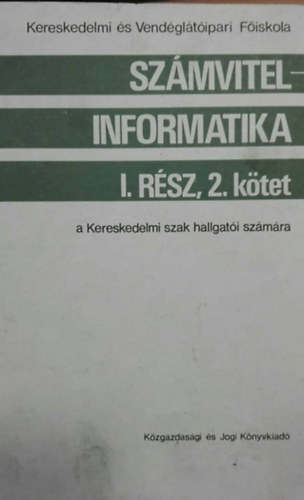 Kereskedelmi és Vendéglátóipari Főiskola
SZÁMVITEL-
INFORMATIKA
I. RÉSZ, 2. kötet
a Kereskedelmi szak hallgatói számára
Közgazdasági és Jogi Könyvkiadó